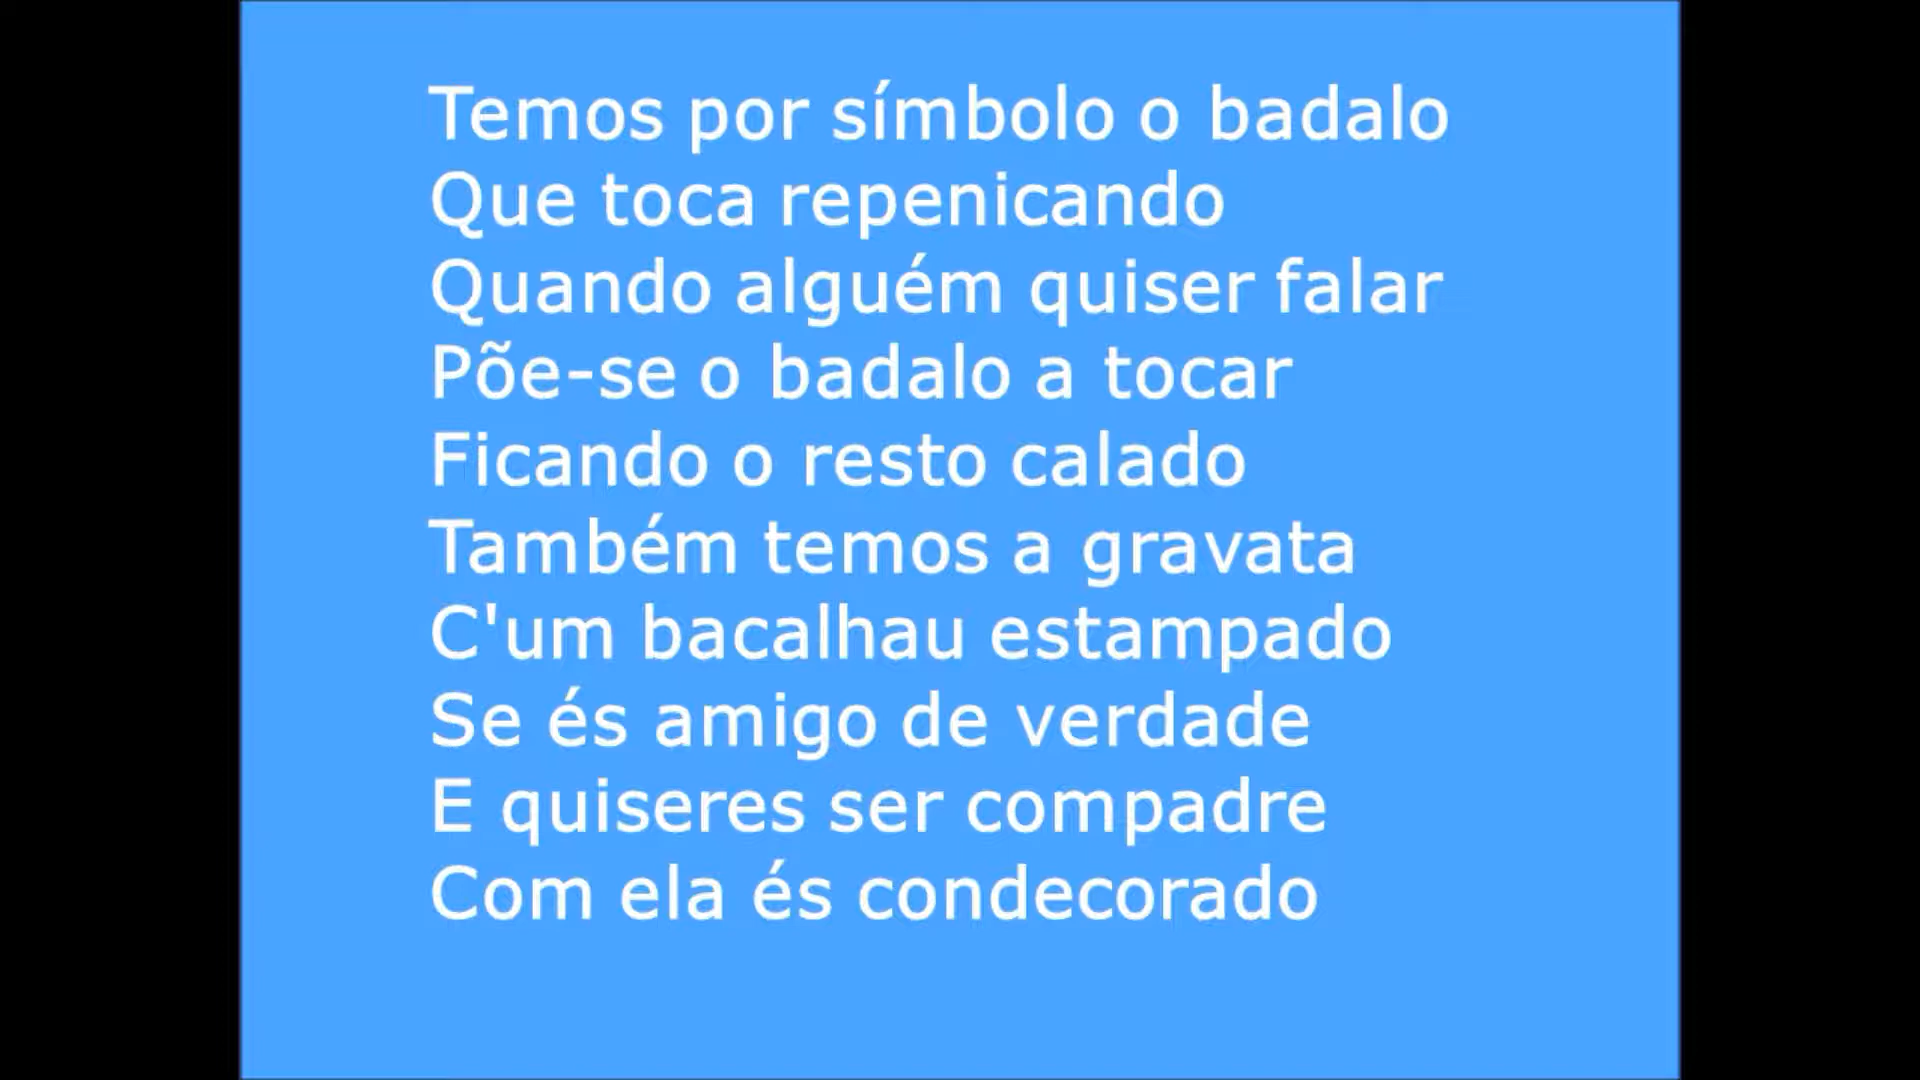 Temos por símbolo o badalo
Que toca repenicando
Quando alguém quiser falar
Põe-se o badalo a tocar
Ficando o resto calado
Também temos a gravata
C'um bacalhau estampado
Se és amigo de verdade
E quiseres ser compadre
Com ela és condecorado